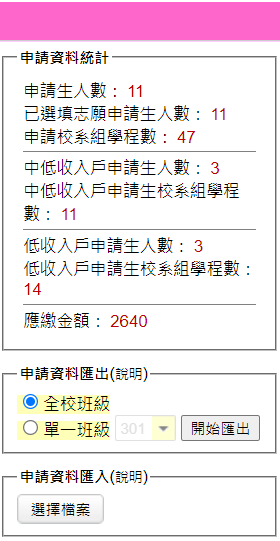 申請資料統計
申請生人數： 11
已選填志願申請生人數： 11
申請校系組學程數： 47
中低收入戶申請生人數： 3
中低收入戶申請生校系組學程
數： 11
低收入戶申請生人數： 3
低收入戶申請生校系組學程數：
14
應繳金額： 2640
申請資料匯出(說明)
全校班級
單一班級 301 開始匯出
申請資料匯入(說明)
選擇檔案